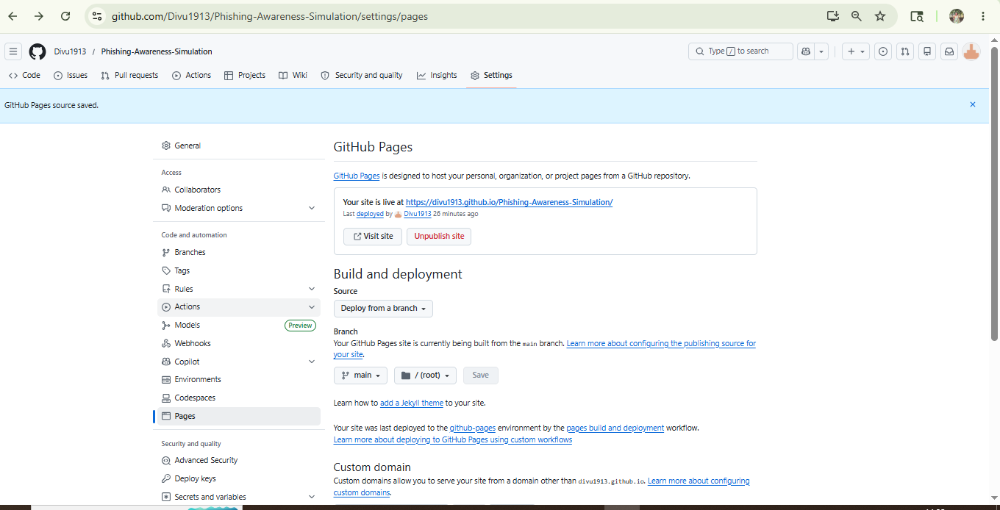 github.com/Divu1913/Phishing-Awareness-Simulation/settings/pages
Divu1913 / Phishing-Awareness-Simulation
Type / to search
Code Issues Pull requests Actions Projects Wiki Security and quality Insights Settings
GitHub Pages source saved.
General
Access
Collaborators
Moderation options
Code and automation
Branches
Tags
Rules
Actions
Models Preview
Webhooks
Copilot
Environments
Codespaces
Pages
Security and quality
Advanced Security
Deploy keys
Secrets and variables
GitHub Pages
GitHub Pages is designed to host your personal, organization, or project pages from a GitHub repository.
Your site is live at https://divu1913.github.io/Phishing-Awareness-Simulation/
Last deployed by Divu1913 26 minutes ago
Visit site Unpublish site
Build and deployment
Source
Deploy from a branch
Branch
Your GitHub Pages site is currently being built from the main branch. Learn more about configuring the publishing source for
your site.
main / (root) Save
Learn how to add a Jekyll theme to your site.
Your site was last deployed to the github-pages environment by the pages build and deployment workflow.
Learn more about deploying to GitHub Pages using custom workflows
Custom domain
Custom domains allow you to serve your site from a domain other than divu1913.github.io. Learn more about configuring
custom domains.